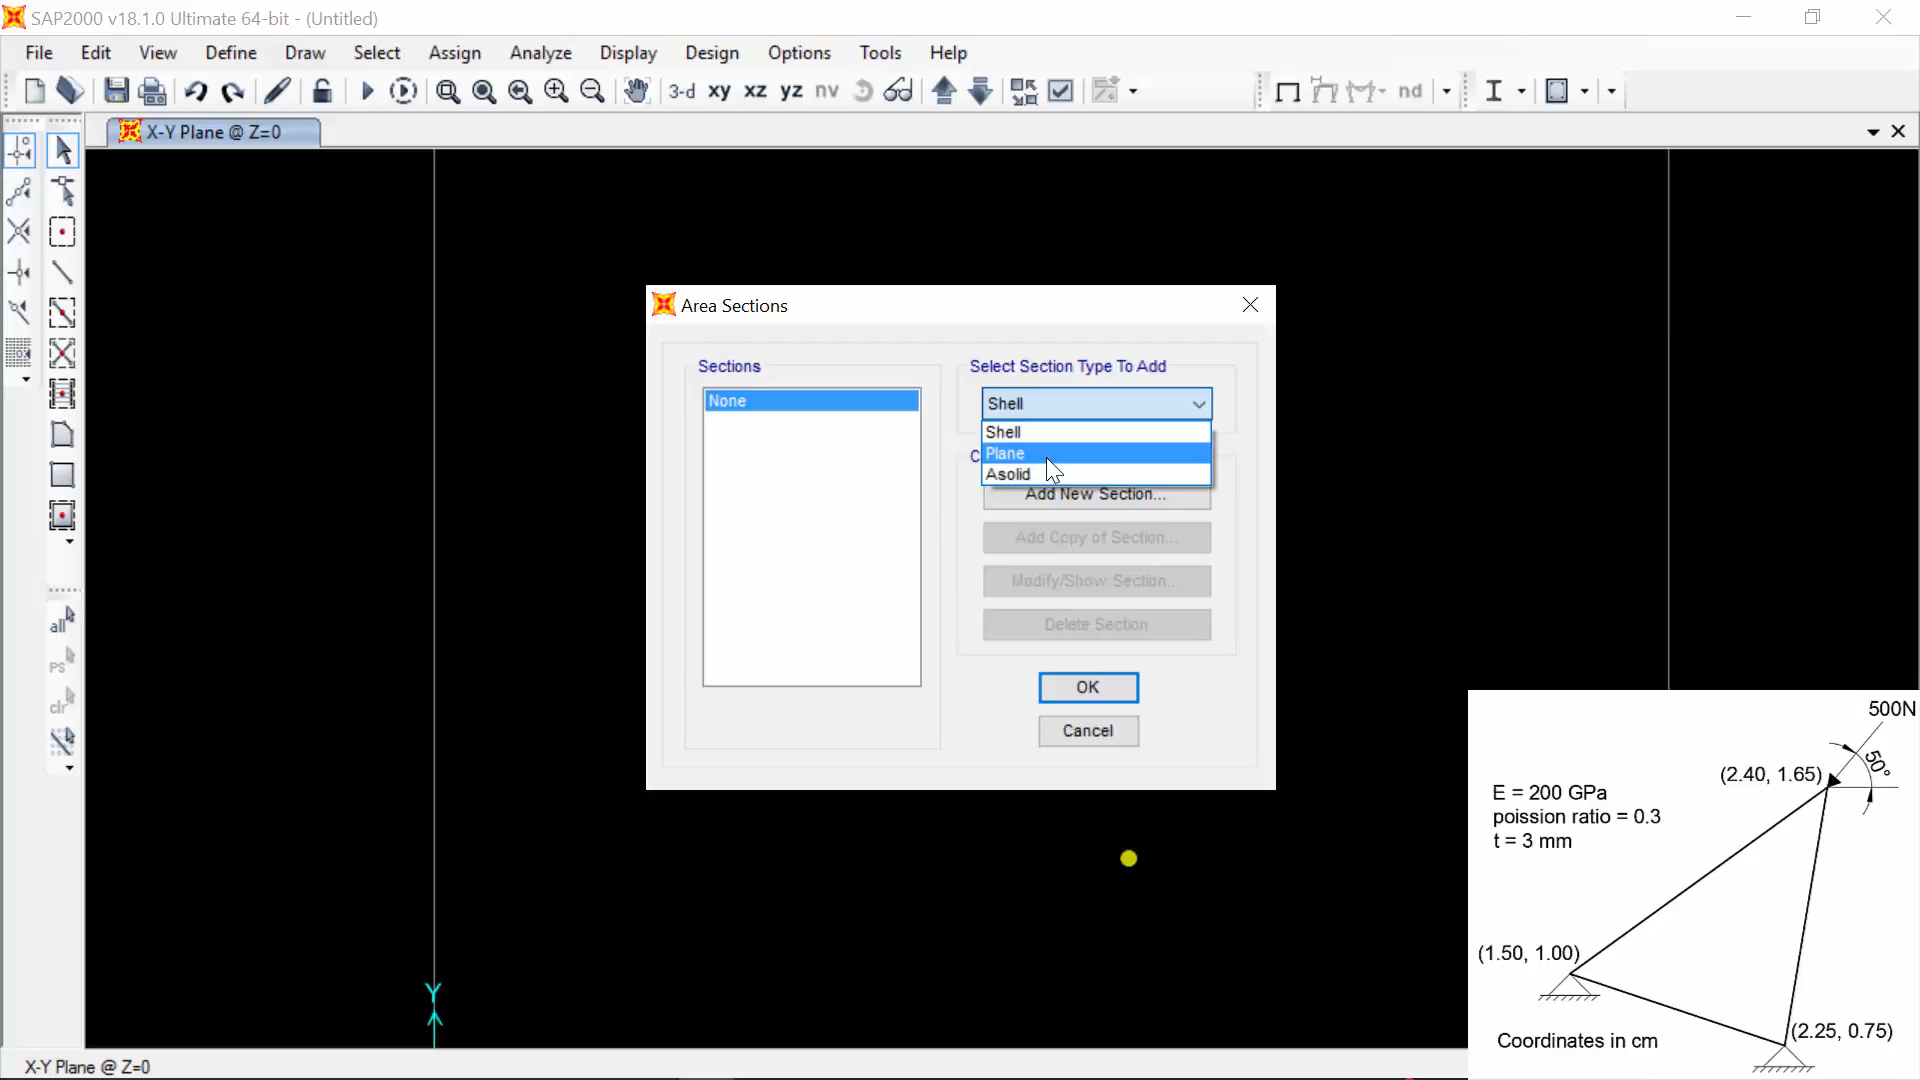 SAP2000 v18.1.0 Ultimate 64-bit - (Untitled)
File Edit View Define Draw Select Assign Analyze Display Design Options Tools Help
3-d xy xz yz nv nd
X-Y Plane @ Z=0
Area Sections
Sections
None
Select Section Type To Add
Shell
Shell
Plane
Asolid
C
Add New Section...
Add Copy of Section...
Modify/Show Section...
Delete Section
OK
Cancel
all
PS
clr
Y
500N
50°
(2.40, 1.65)
E = 200 GPa
poission ratio = 0.3
t = 3 mm
(1.50, 1.00)
(2.25, 0.75)
Coordinates in cm
X-Y Plane @ Z=0